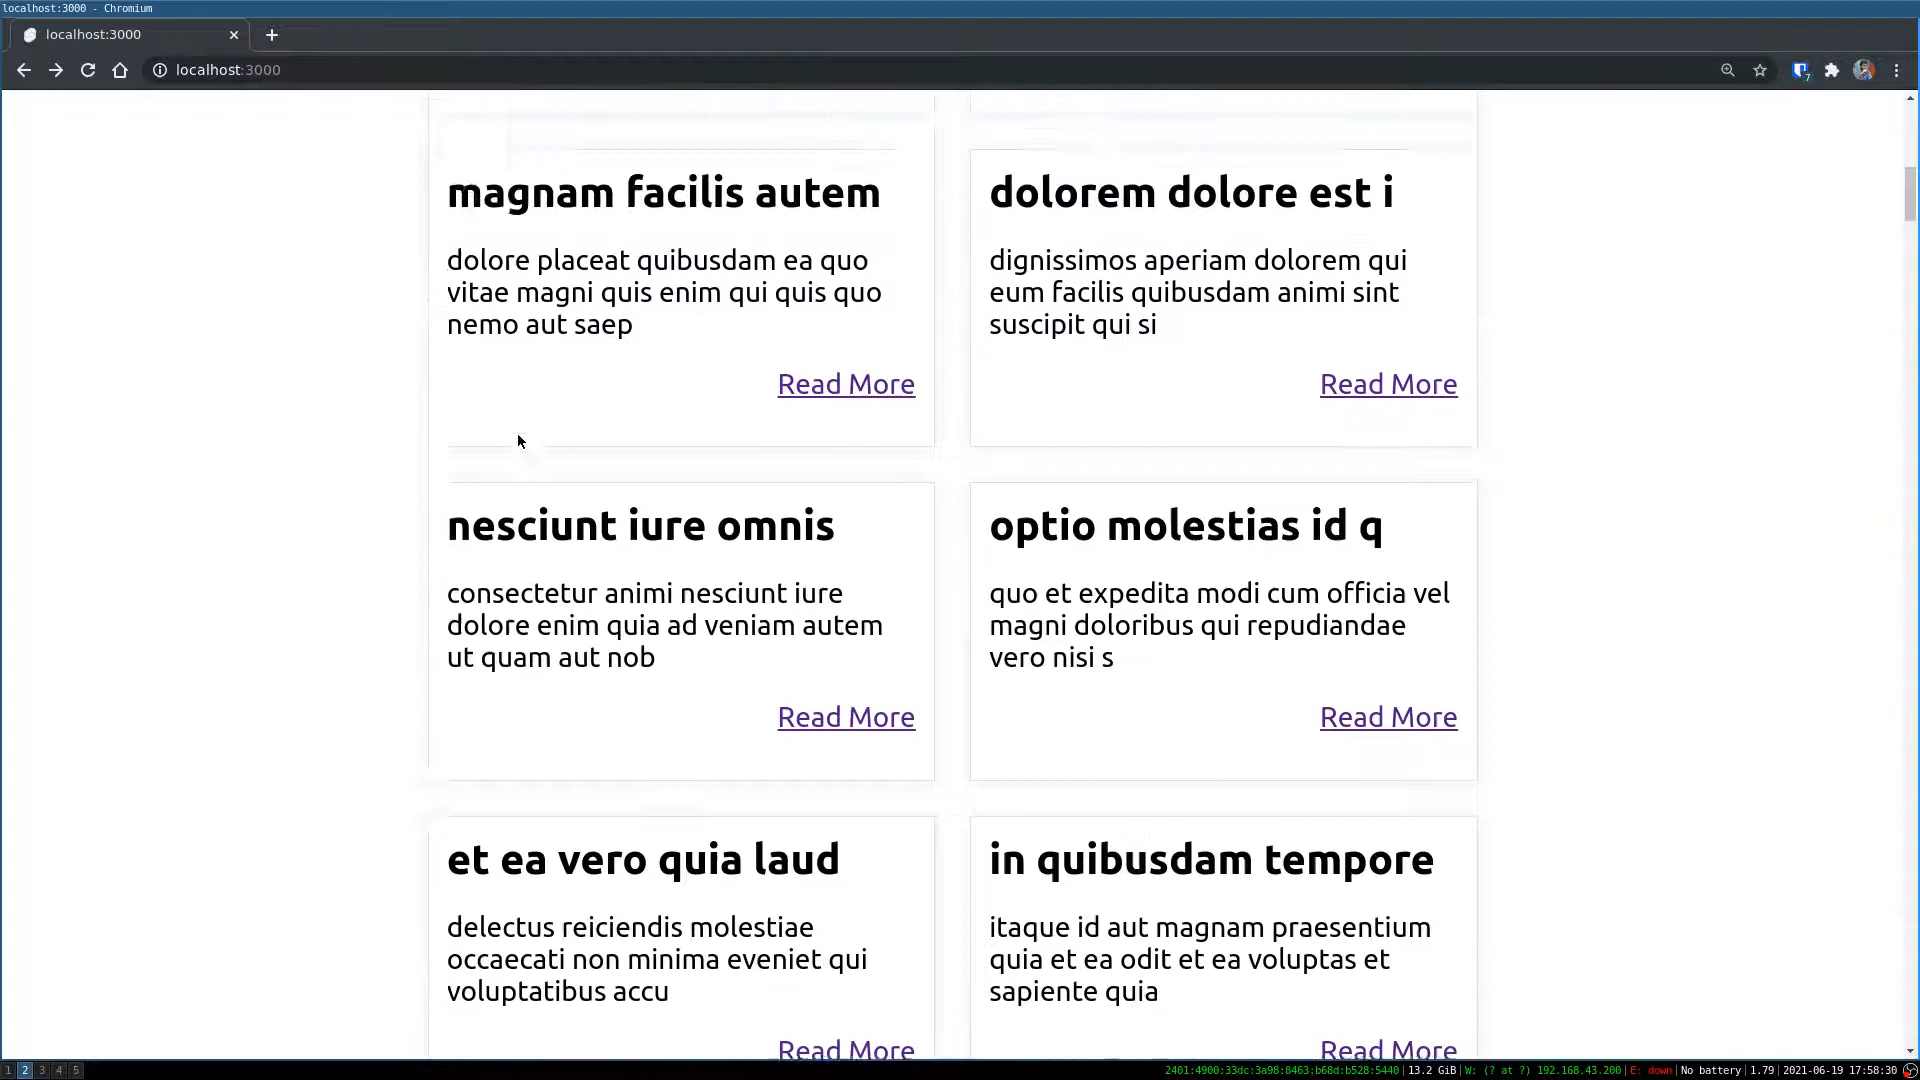 localhost:3000 - Chromium
localhost:3000
localhost:3000
7
magnam facilis autem
dolore placeat quibusdam ea quo
vitae magni quis enim qui quis quo
nemo aut saep
Read More
dolorem dolore est i
dignissimos aperiam dolorem qui
eum facilis quibusdam animi sint
suscipit qui si
Read More
nesciunt iure omnis
consectetur animi nesciunt iure
dolore enim quia ad veniam autem
ut quam aut nob
Read More
optio molestias id q
quo et expedita modi cum officia vel
magni doloribus qui repudiandae
vero nisi s
Read More
et ea vero quia laud
delectus reiciendis molestiae
occaecati non minima eveniet qui
voluptatibus accu
Read More
in quibusdam tempore
itaque id aut magnam praesentium
quia et ea odit et ea voluptas et
sapiente quia
Read More
1 2 3 4 5
2401:4900:33dc:3a98:8463:b68d:b528:5440|13.2 GiB|W: (? at ?) 192.168.43.200|E: down|No battery|1.79|2021-06-19 17:58:30